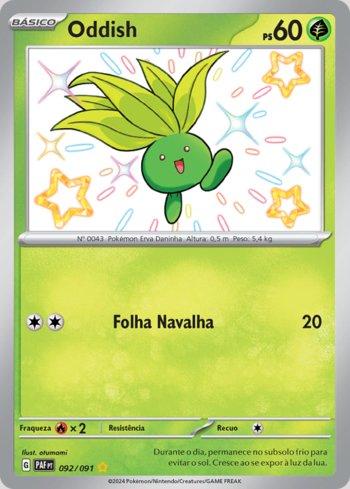 BÁSICO Oddish PS60
Nº 0043 Pokémon Erva Daninha Altura: 0,5 m Peso: 5,4 kg
Folha Navalha 20
Fraqueza × 2 Resistência Recuo
Ilust. otumami
G PAF PT 092/091
Durante o dia, permanece no subsolo frio para
evitar o sol. Cresce ao se expor à luz da lua.
©2024 Pokémon/Nintendo/Creatures/GAME FREAK